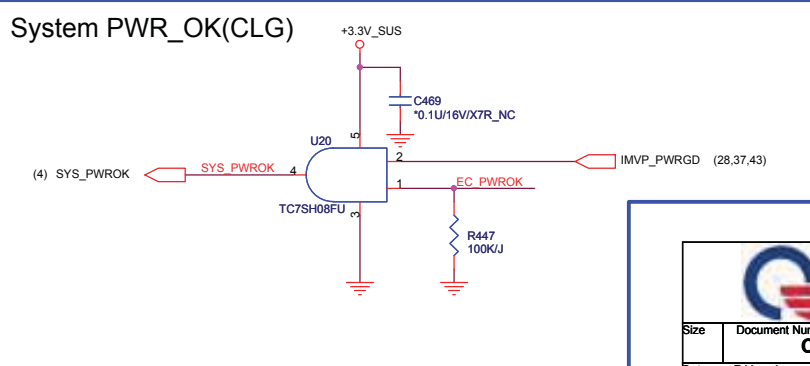 System PWR_OK(CLG)
+3.3V_SUS
C469
*0.1U/16V/X7R_NC
U20
5
2
IMVP_PWRGD (28,37,43)
(4) SYS_PWROK
SYS_PWROK
4
1
EC_PWROK
TC7SH08FU
3
R447
100K/J
Size
Document Num
C